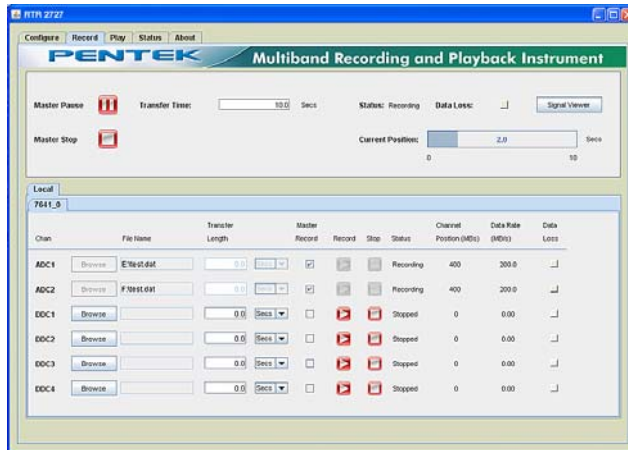 RTR 2727
Configure Record Play Status About
PENTEK Multiband Recording and Playback Instrument
Master Pause Transfer Time: 10.0 Secs Status: Recording Data Loss: Signal Viewer
Master Stop Current Position: 2.0 Secs
0 10
Local
7641_0
Transfer Master Channel Data Rate Data
Chan File Name Length Record Record Stop Status Position (MBs) (MB/s) Loss
ADC1 Browse E:\test.dat 0.0 Secs Recording 400 200.0
ADC2 Browse F:\test.dat 0.0 Secs Recording 400 200.0
DDC1 Browse 0.0 Secs Stopped 0 0.00
DDC2 Browse 0.0 Secs Stopped 0 0.00
DDC3 Browse 0.0 Secs Stopped 0 0.00
DDC4 Browse 0.0 Secs Stopped 0 0.00